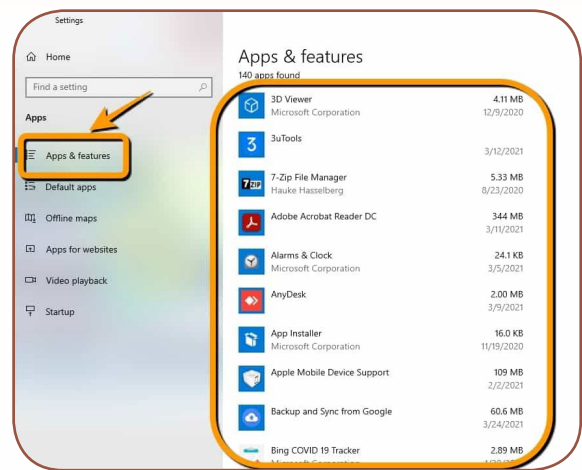 Settings
Home
Find a setting
Apps
Apps & features
Default apps
Offline maps
Apps for websites
Video playback
Startup
Apps & features
140 apps found
3D Viewer 4.11 MB
Microsoft Corporation 12/9/2020
3 3uTools
3/12/2021
7ZIP 7-Zip File Manager 5.33 MB
Hauke Hasselberg 8/23/2020
Adobe Acrobat Reader DC 344 MB
3/11/2021
Alarms & Clock 24.1 KB
Microsoft Corporation 3/5/2021
AnyDesk 2.00 MB
3/9/2021
App Installer 16.0 KB
Microsoft Corporation 11/19/2020
Apple Mobile Device Support 109 MB
2/2/2021
Backup and Sync from Google 60.6 MB
3/24/2021
Bing COVID 19 Tracker 2.89 MB
Microsoft Corporation